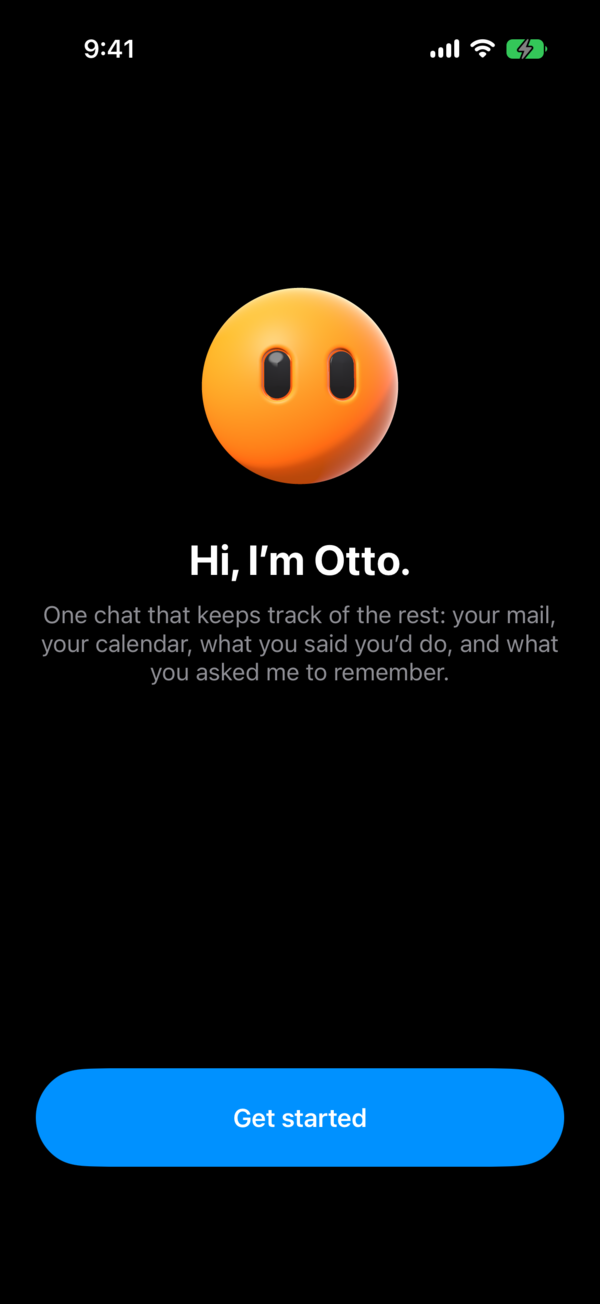 9:41
Hi, I’m Otto.
One chat that keeps track of the rest: your mail,
your calendar, what you said you’d do, and what
you asked me to remember.
Get started